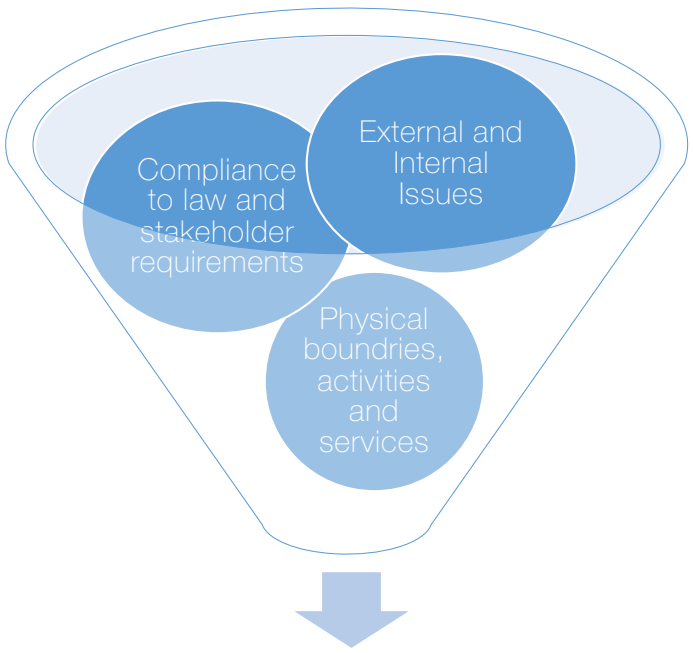 Compliance
to law and
stakeholder
requirements
External and
Internal
Issues
Physical
boundries,
activities
and
services